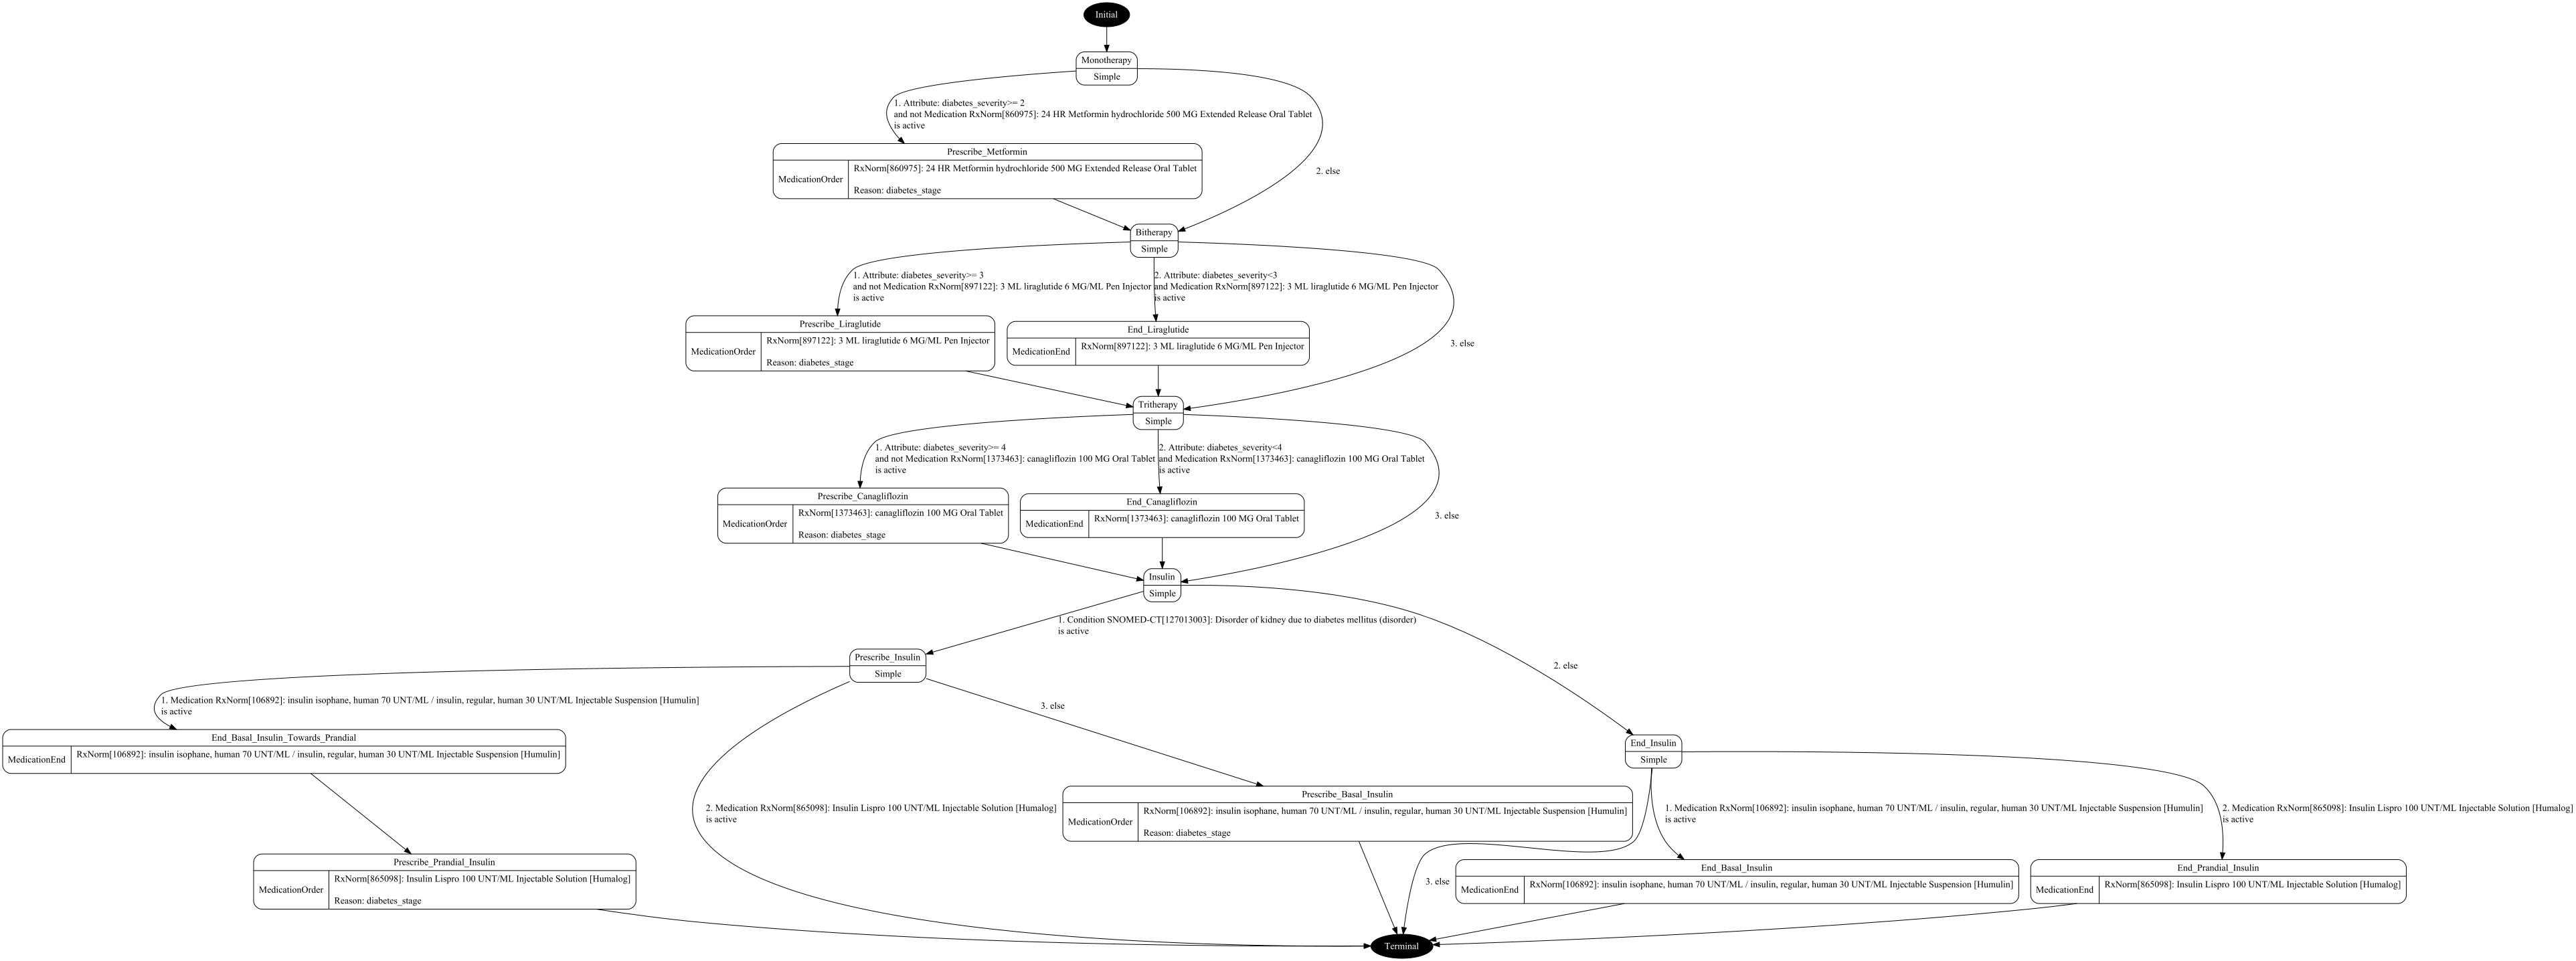 Initial
Monotherapy
Simple
1. Attribute: diabetes_severity>= 2
and not Medication RxNorm[860975]: 24 HR Metformin hydrochloride 500 MG Extended Release Oral Tablet
is active
2. else
Prescribe_Metformin
MedicationOrder
RxNorm[860975]: 24 HR Metformin hydrochloride 500 MG Extended Release Oral Tablet
Reason: diabetes_stage
Bitherapy
Simple
1. Attribute: diabetes_severity>= 3
and not Medication RxNorm[897122]: 3 ML liraglutide 6 MG/ML Pen Injector
is active
2. Attribute: diabetes_severity<3
and Medication RxNorm[897122]: 3 ML liraglutide 6 MG/ML Pen Injector
is active
3. else
Prescribe_Liraglutide
MedicationOrder
RxNorm[897122]: 3 ML liraglutide 6 MG/ML Pen Injector
Reason: diabetes_stage
End_Liraglutide
MedicationEnd
RxNorm[897122]: 3 ML liraglutide 6 MG/ML Pen Injector
Tritherapy
Simple
1. Attribute: diabetes_severity>= 4
and not Medication RxNorm[1373463]: canagliflozin 100 MG Oral Tablet
is active
2. Attribute: diabetes_severity<4
and Medication RxNorm[1373463]: canagliflozin 100 MG Oral Tablet
is active
3. else
Prescribe_Canagliflozin
MedicationOrder
RxNorm[1373463]: canagliflozin 100 MG Oral Tablet
Reason: diabetes_stage
End_Canagliflozin
MedicationEnd
RxNorm[1373463]: canagliflozin 100 MG Oral Tablet
Insulin
Simple
1. Condition SNOMED-CT[127013003]: Disorder of kidney due to diabetes mellitus (disorder)
is active
2. else
Prescribe_Insulin
Simple
1. Medication RxNorm[106892]: insulin isophane, human 70 UNT/ML / insulin, regular, human 30 UNT/ML Injectable Suspension [Humulin]
is active
3. else
End_Basal_Insulin_Towards_Prandial
MedicationEnd
RxNorm[106892]: insulin isophane, human 70 UNT/ML / insulin, regular, human 30 UNT/ML Injectable Suspension [Humulin]
End_Insulin
Simple
2. Medication RxNorm[865098]: Insulin Lispro 100 UNT/ML Injectable Solution [Humalog]
is active
Prescribe_Basal_Insulin
MedicationOrder
RxNorm[106892]: insulin isophane, human 70 UNT/ML / insulin, regular, human 30 UNT/ML Injectable Suspension [Humulin]
Reason: diabetes_stage
1. Medication RxNorm[106892]: insulin isophane, human 70 UNT/ML / insulin, regular, human 30 UNT/ML Injectable Suspension [Humulin]
is active
2. Medication RxNorm[865098]: Insulin Lispro 100 UNT/ML Injectable Solution [Humalog]
is active
Prescribe_Prandial_Insulin
MedicationOrder
RxNorm[865098]: Insulin Lispro 100 UNT/ML Injectable Solution [Humalog]
Reason: diabetes_stage
3. else
End_Basal_Insulin
MedicationEnd
RxNorm[106892]: insulin isophane, human 70 UNT/ML / insulin, regular, human 30 UNT/ML Injectable Suspension [Humulin]
End_Prandial_Insulin
MedicationEnd
RxNorm[865098]: Insulin Lispro 100 UNT/ML Injectable Solution [Humalog]
Terminal